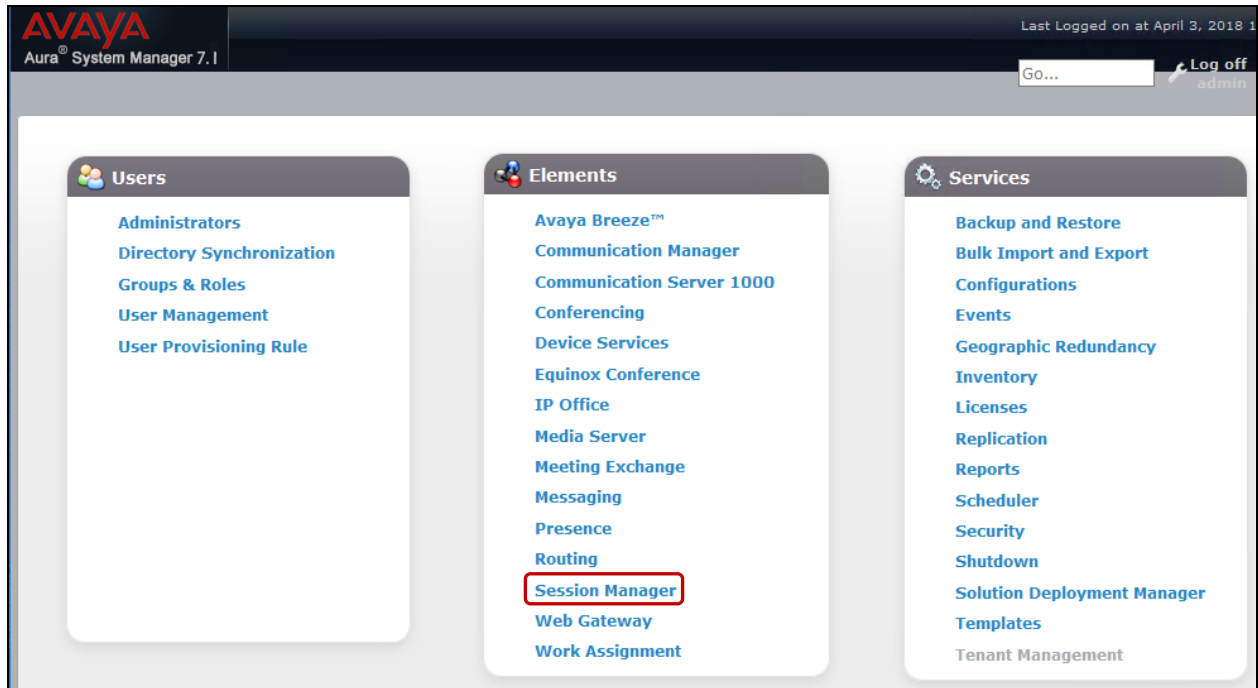 AVAYA
Aura® System Manager 7.1
Last Logged on at April 3, 2018 1
Go...
Log off
admin
Users
Administrators
Directory Synchronization
Groups & Roles
User Management
User Provisioning Rule
Elements
Avaya Breeze™
Communication Manager
Communication Server 1000
Conferencing
Device Services
Equinox Conference
IP Office
Media Server
Meeting Exchange
Messaging
Presence
Routing
Session Manager
Web Gateway
Work Assignment
Services
Backup and Restore
Bulk Import and Export
Configurations
Events
Geographic Redundancy
Inventory
Licenses
Replication
Reports
Scheduler
Security
Shutdown
Solution Deployment Manager
Templates
Tenant Management